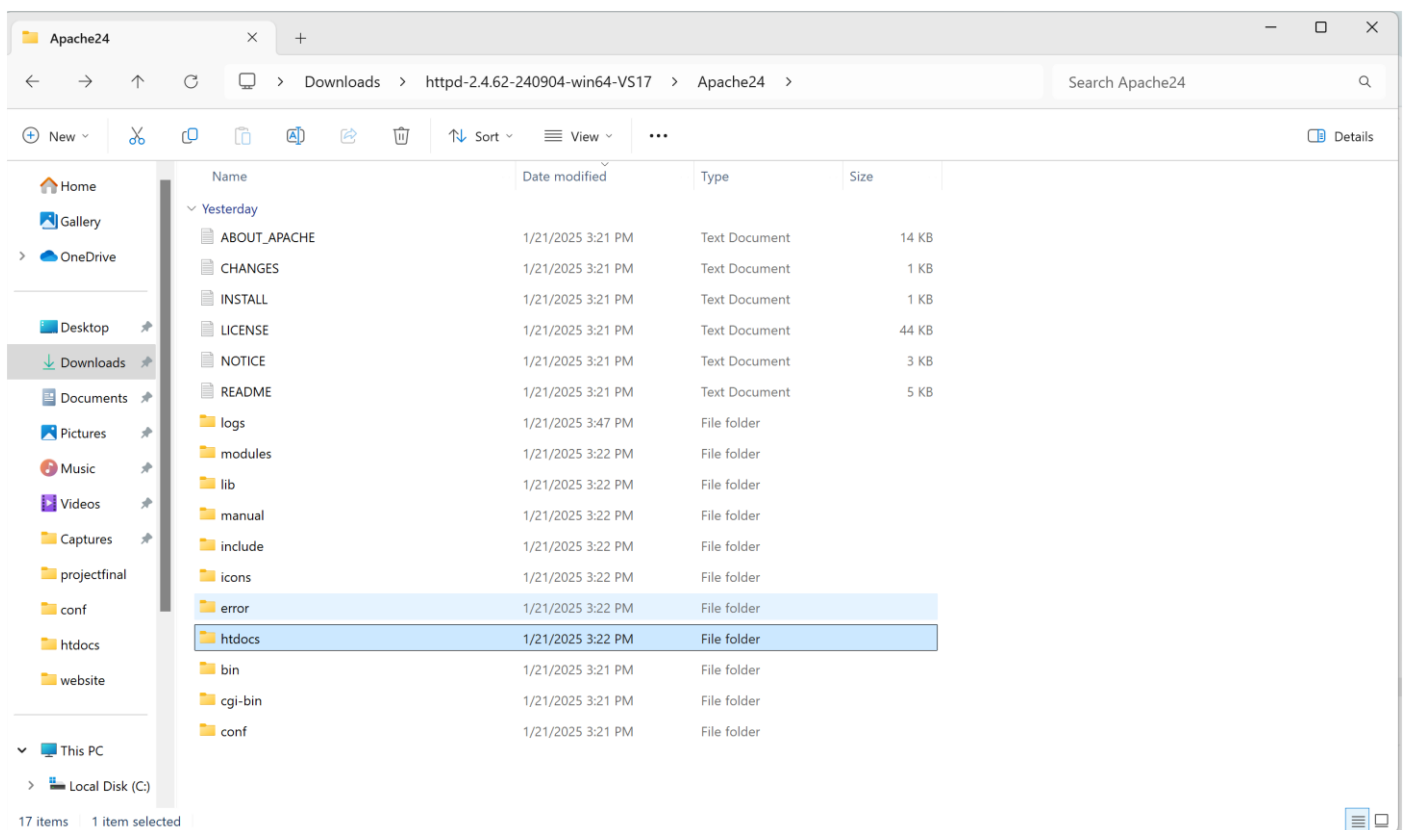 Apache24
Downloads > httpd-2.4.62-240904-win64-VS17 > Apache24 >
Search Apache24
New
Sort
View
Details
Name Date modified Type Size
Home
Gallery
OneDrive
Desktop
Downloads
Documents
Pictures
Music
Videos
Captures
projectfinal
conf
htdocs
website
This PC
Local Disk (C:)
Yesterday
ABOUT_APACHE 1/21/2025 3:21 PM Text Document 14 KB
CHANGES 1/21/2025 3:21 PM Text Document 1 KB
INSTALL 1/21/2025 3:21 PM Text Document 1 KB
LICENSE 1/21/2025 3:21 PM Text Document 44 KB
NOTICE 1/21/2025 3:21 PM Text Document 3 KB
README 1/21/2025 3:21 PM Text Document 5 KB
logs 1/21/2025 3:47 PM File folder
modules 1/21/2025 3:22 PM File folder
lib 1/21/2025 3:22 PM File folder
manual 1/21/2025 3:22 PM File folder
include 1/21/2025 3:22 PM File folder
icons 1/21/2025 3:22 PM File folder
error 1/21/2025 3:22 PM File folder
htdocs 1/21/2025 3:22 PM File folder
bin 1/21/2025 3:21 PM File folder
cgi-bin 1/21/2025 3:21 PM File folder
conf 1/21/2025 3:21 PM File folder
17 items 1 item selected